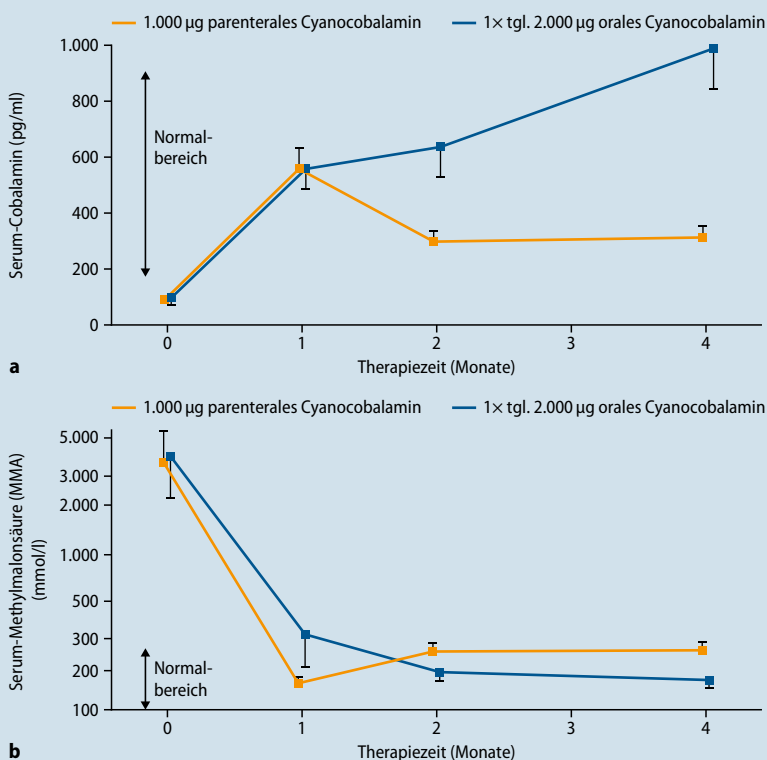 1.000 µg parenterales Cyanocobalamin
1× tgl. 2.000 µg orales Cyanocobalamin
1.000
800
600
400
200
0
Serum-Cobalamin (pg/ml)
Normal-
bereich
0
1
2
3
4
Therapiezeit (Monate)
a
1.000 µg parenterales Cyanocobalamin
1× tgl. 2.000 µg orales Cyanocobalamin
5.000
3.000
2.000
1.000
500
300
200
100
Serum-Methylmalonsäure (MMA)
(mmol/l)
Normal-
bereich
0
1
2
3
4
Therapiezeit (Monate)
b